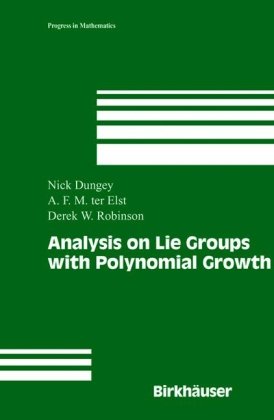 Progress in Mathematics
Nick Dungey
A. F. M. ter Elst
Derek W. Robinson
Analysis on Lie Groups
with Polynomial Growth
Birkhäuser